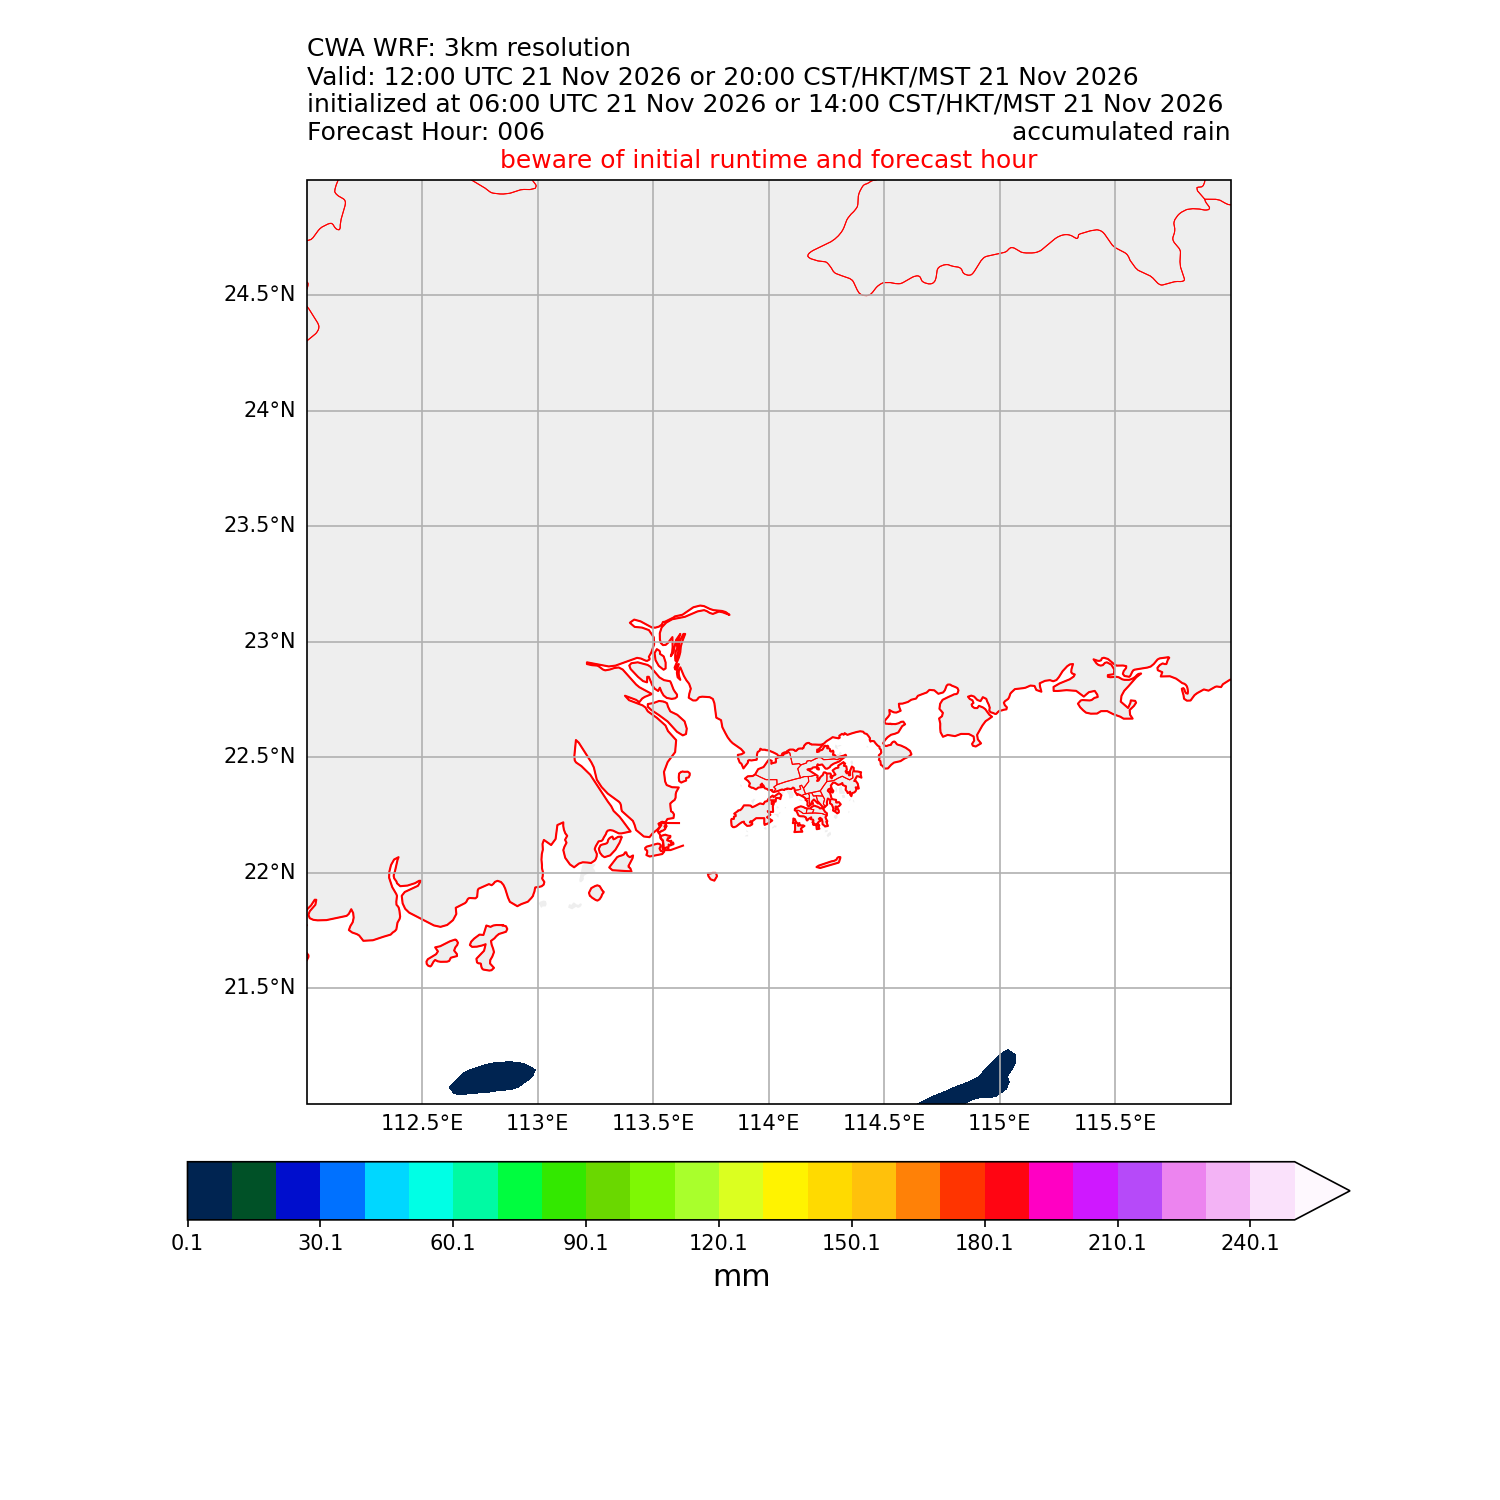 CWA WRF: 3km resolution
Valid: 12:00 UTC 21 Nov 2026 or 20:00 CST/HKT/MST 21 Nov 2026
initialized at 06:00 UTC 21 Nov 2026 or 14:00 CST/HKT/MST 21 Nov 2026
Forecast Hour: 006 accumulated rain
beware of initial runtime and forecast hour
24.5°N
24°N
23.5°N
23°N
22.5°N
22°N
21.5°N
112.5°E 113°E 113.5°E 114°E 114.5°E 115°E 115.5°E
0.1 30.1 60.1 90.1 120.1 150.1 180.1 210.1 240.1
mm